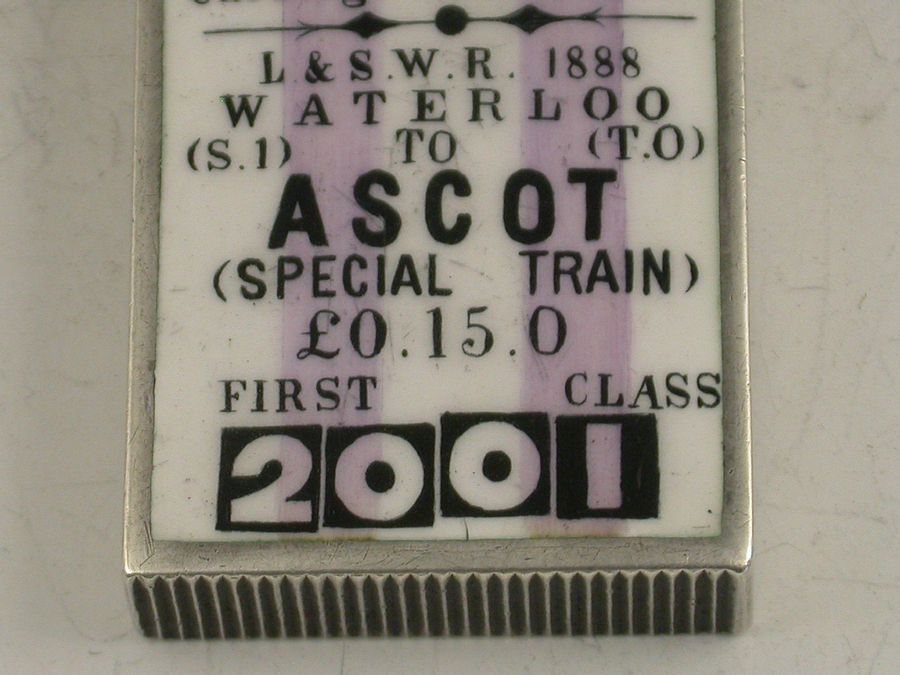 L.&S.W.R. 1888
WATERLOO
(S.1) TO (T.O)
ASCOT
(SPECIAL TRAIN)
£0.15.0
FIRST CLASS
2001